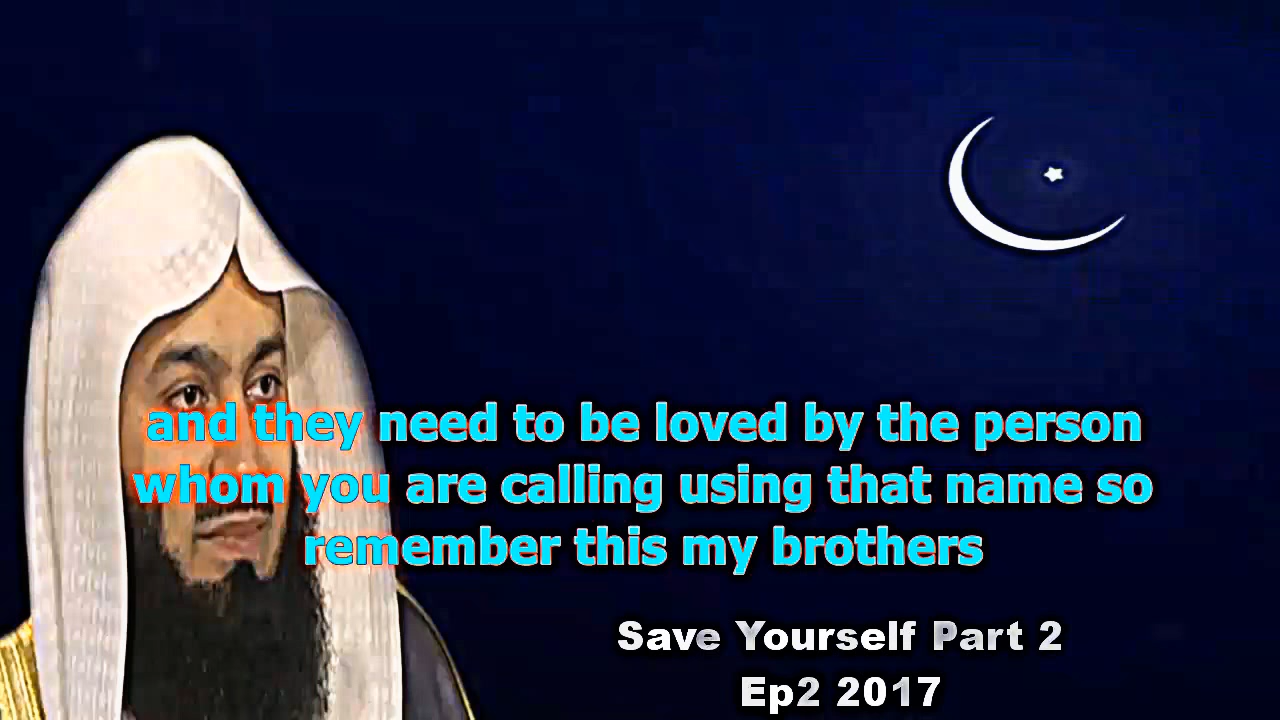 and they need to be loved by the person
whom you are calling using that name so
remember this my brothers
Save Yourself Part 2
Ep2 2017